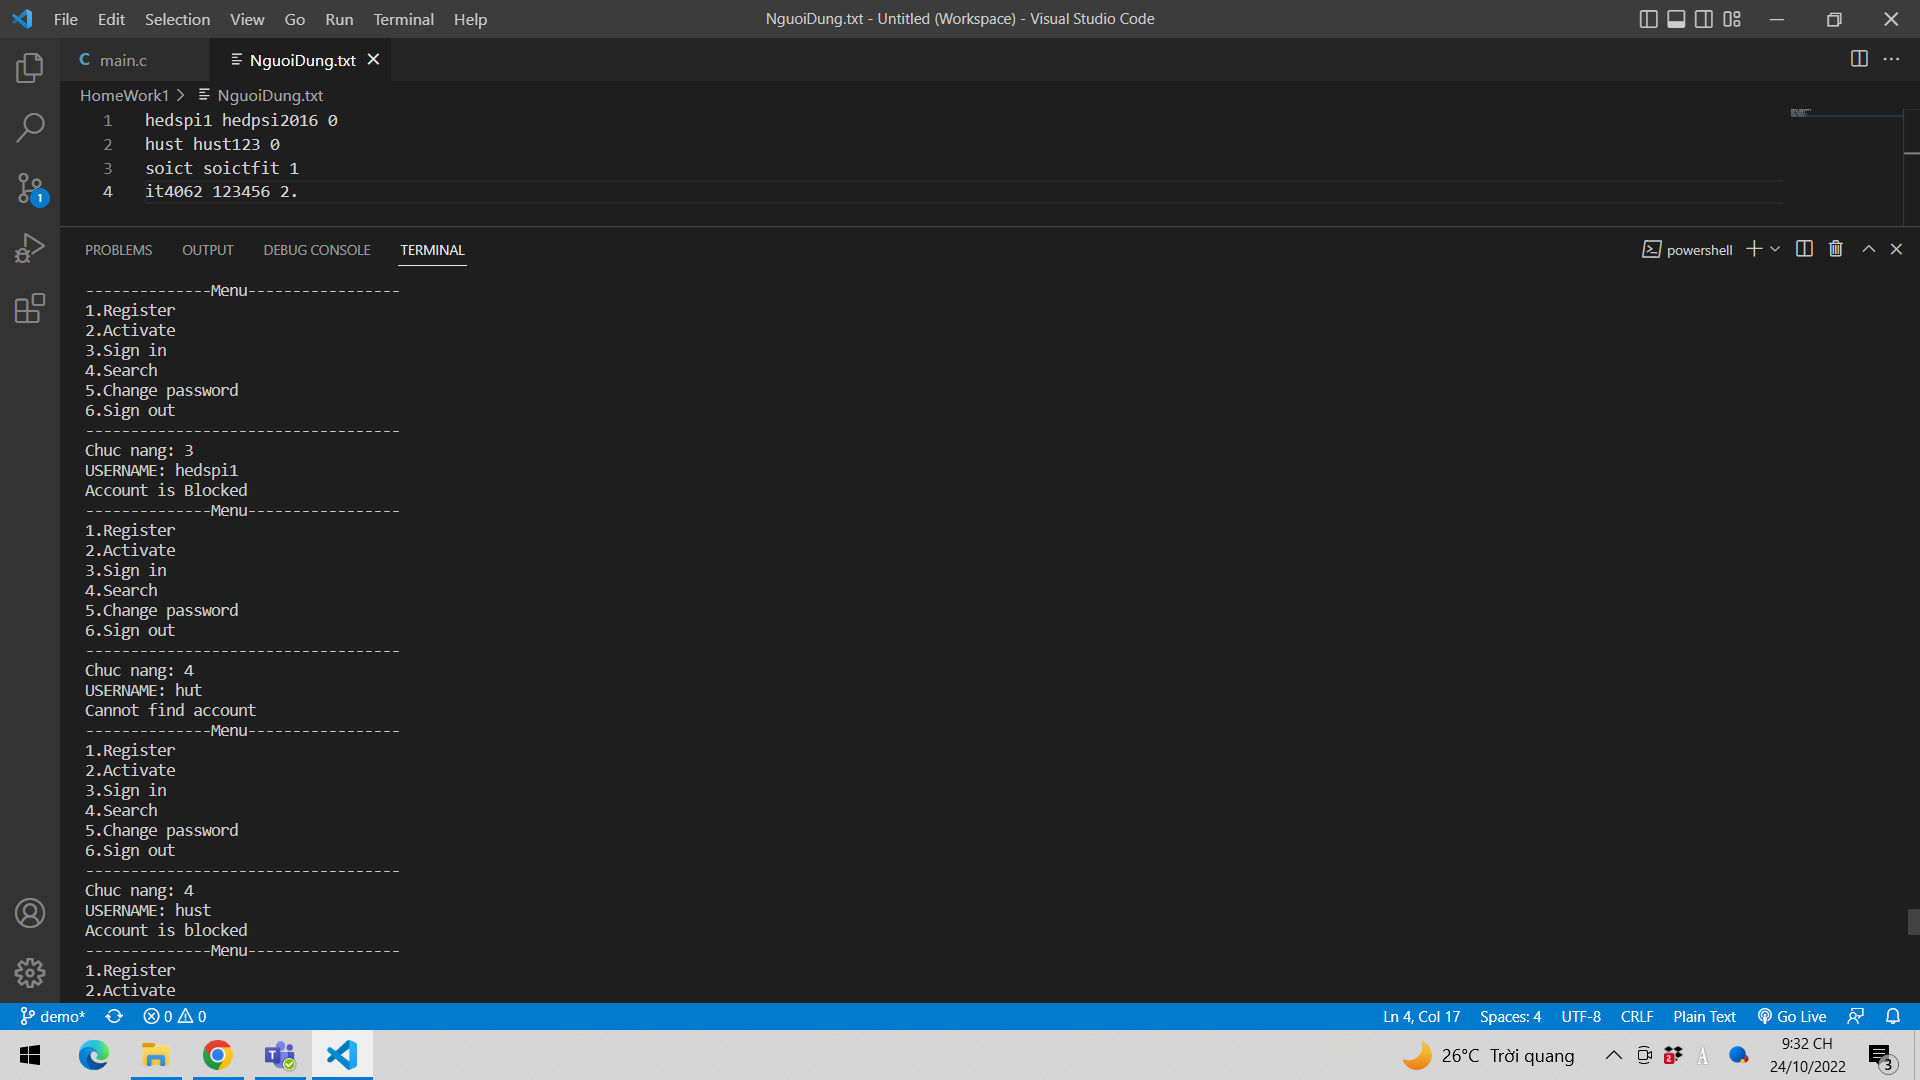 File Edit Selection View Go Run Terminal Help
NguoiDung.txt - Untitled (Workspace) - Visual Studio Code
C main.c
NguoiDung.txt
HomeWork1 > NguoiDung.txt
1 hedspi1 hedpsi2016 0
2 hust hust123 0
3 soict soictfit 1
4 it4062 123456 2.
1
PROBLEMS OUTPUT DEBUG CONSOLE TERMINAL
powershell
--------------Menu-----------------
1.Register
2.Activate
3.Sign in
4.Search
5.Change password
6.Sign out
-----------------------------------
Chuc nang: 3
USERNAME: hedspi1
Account is Blocked
--------------Menu-----------------
1.Register
2.Activate
3.Sign in
4.Search
5.Change password
6.Sign out
-----------------------------------
Chuc nang: 4
USERNAME: hut
Cannot find account
--------------Menu-----------------
1.Register
2.Activate
3.Sign in
4.Search
5.Change password
6.Sign out
-----------------------------------
Chuc nang: 4
USERNAME: hust
Account is blocked
--------------Menu-----------------
1.Register
2.Activate
demo* 0 0 Ln 4, Col 17 Spaces: 4 UTF-8 CRLF Plain Text Go Live
26°C Trời quang
2
A
9:32 CH
24/10/2022
3